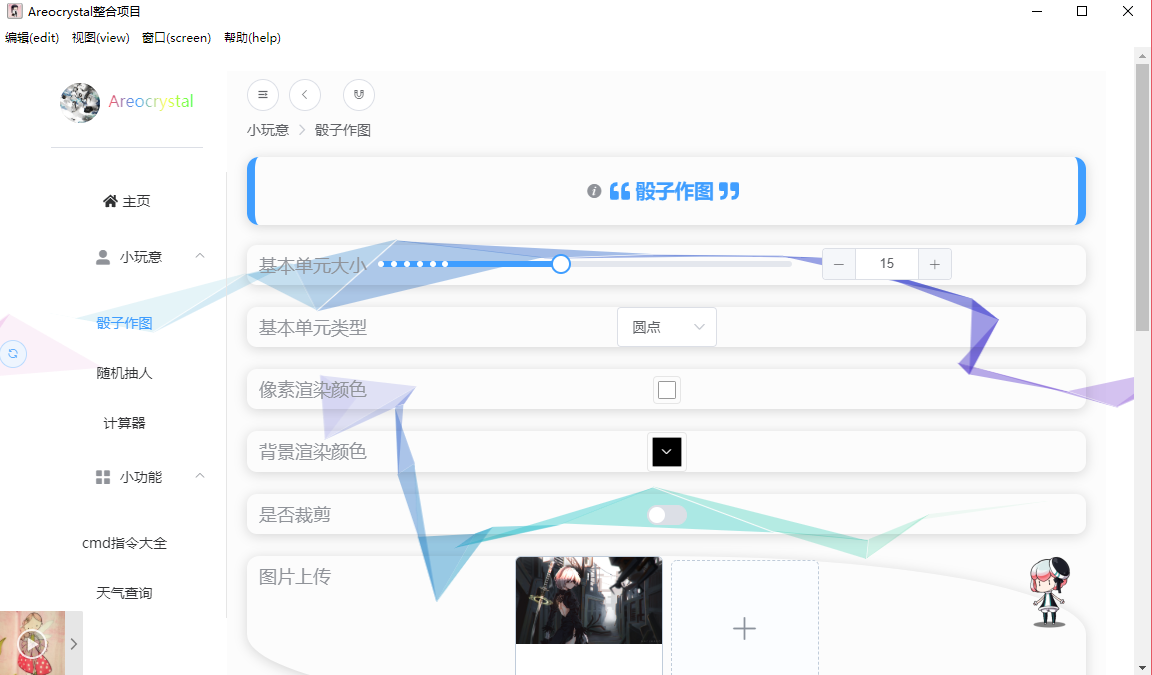 Areocrystal整合项目
编辑(edit) 视图(view) 窗口(screen) 帮助(help)
Areocrystal
主页
小玩意
骰子作图
随机抽人
计算器
小功能
cmd指令大全
天气查询
小玩意 骰子作图
骰子作图
基本单元大小 15
基本单元类型 圆点
像素渲染颜色
背景渲染颜色
是否裁剪
图片上传